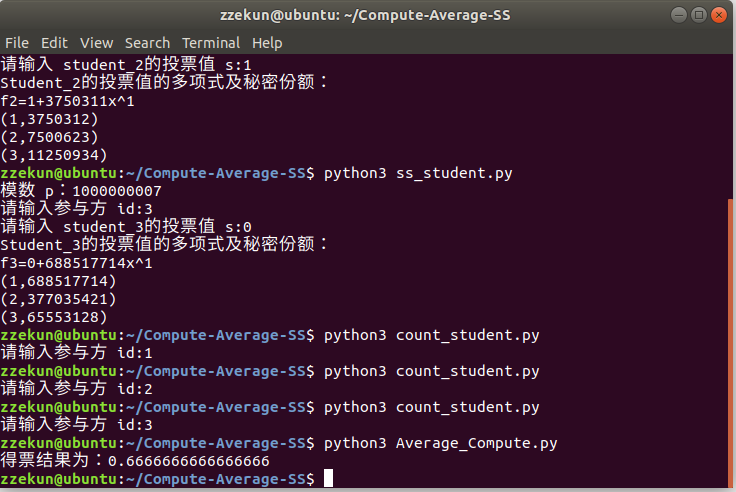 zzekun@ubuntu: ~/Compute-Average-SS
File Edit View Search Terminal Help
请输入 student_2的投票值 s:1
Student_2的投票值的多项式及秘密份额：
f2=1+3750311x^1
(1,3750312)
(2,7500623)
(3,11250934)
zzekun@ubuntu:~/Compute-Average-SS$ python3 ss_student.py
模数 p：1000000007
请输入参与方 id:3
请输入 student_3的投票值 s:0
Student_3的投票值的多项式及秘密份额：
f3=0+688517714x^1
(1,688517714)
(2,377035421)
(3,65553128)
zzekun@ubuntu:~/Compute-Average-SS$ python3 count_student.py
请输入参与方 id:1
zzekun@ubuntu:~/Compute-Average-SS$ python3 count_student.py
请输入参与方 id:2
zzekun@ubuntu:~/Compute-Average-SS$ python3 count_student.py
请输入参与方 id:3
zzekun@ubuntu:~/Compute-Average-SS$ python3 Average_Compute.py
得票结果为：0.6666666666666666
zzekun@ubuntu:~/Compute-Average-SS$